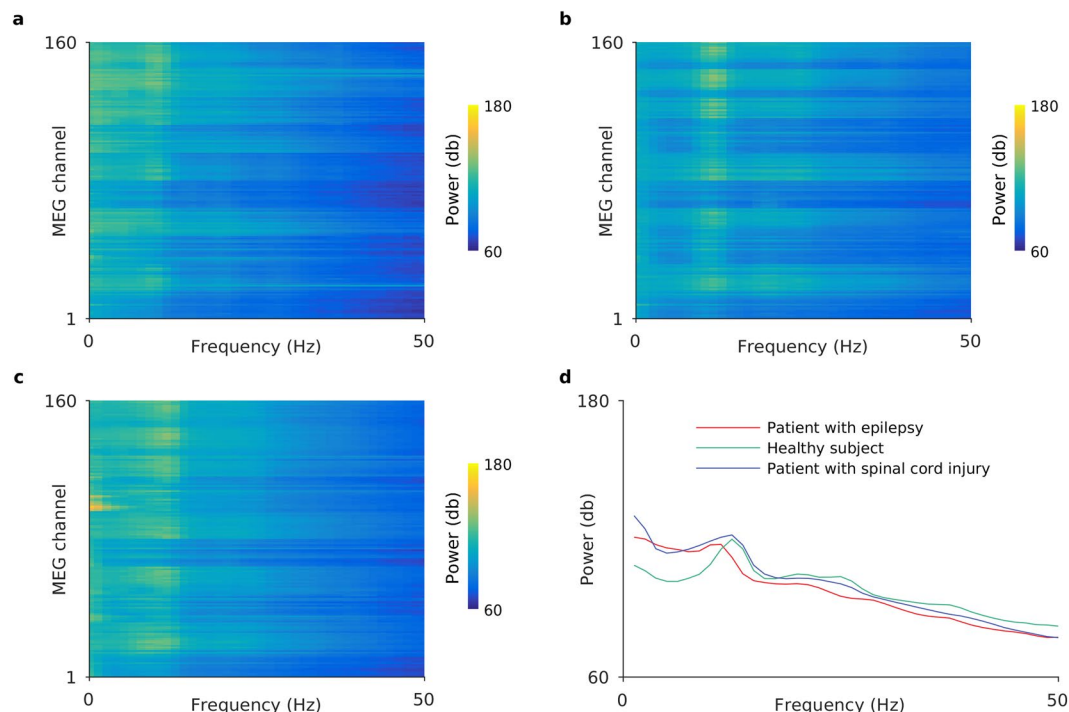 a
160
MEG channel
1
0
Frequency (Hz)
50
180
Power (db)
60
b
160
MEG channel
1
0
Frequency (Hz)
50
180
Power (db)
60
c
160
MEG channel
1
0
Frequency (Hz)
50
180
Power (db)
60
d
180
Power (db)
60
0
Frequency (Hz)
50
Patient with epilepsy
Healthy subject
Patient with spinal cord injury